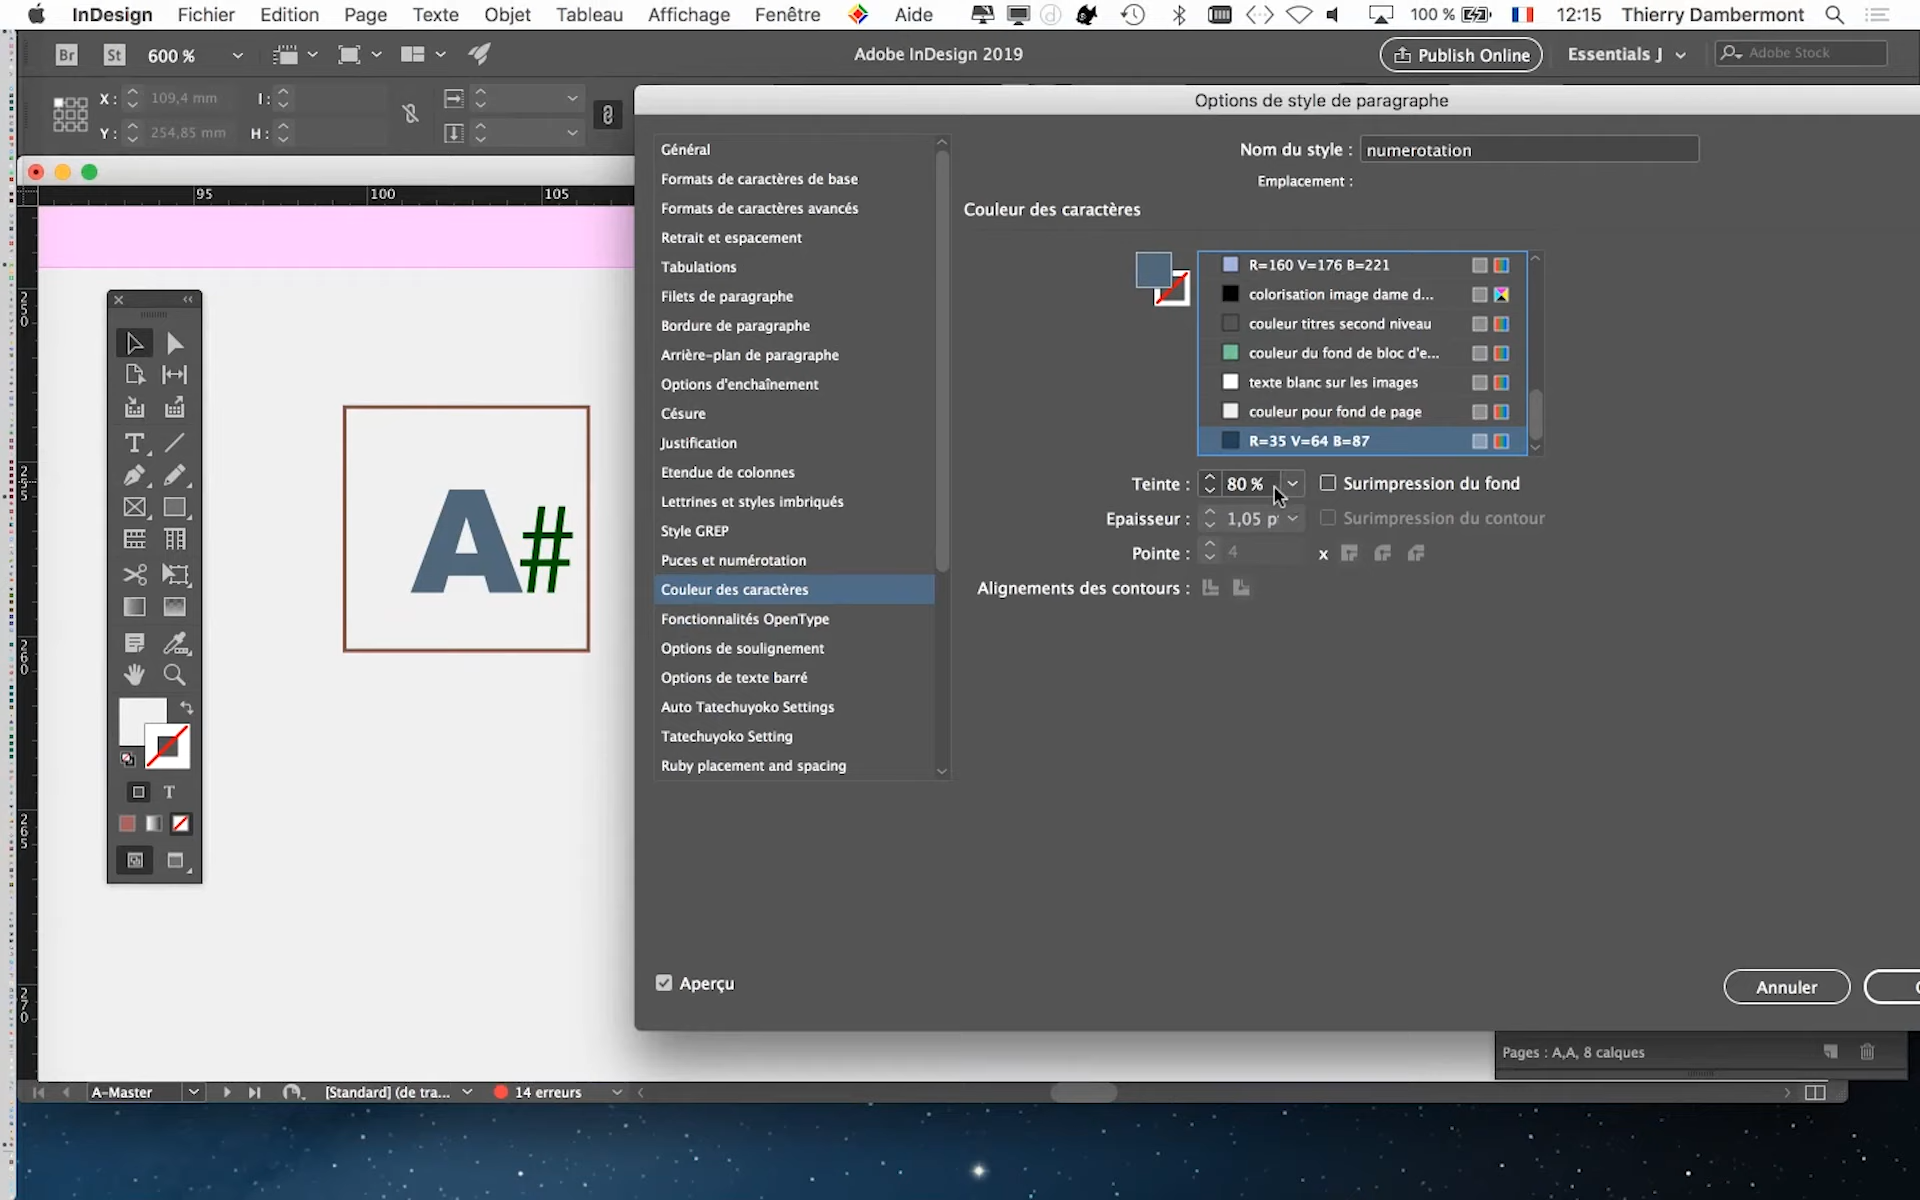 InDesign Fichier Edition Page Texte Objet Tableau Affichage Fenêtre Aide 100 % 12:15 Thierry Dambermont
Br St 600 % Adobe InDesign 2019 Publish Online Essentials J Adobe Stock
X : 109,4 mm I :
Y : 254,85 mm H :
Options de style de paragraphe
95 100 105
Général
Formats de caractères de base
Formats de caractères avancés
Retrait et espacement
Tabulations
Filets de paragraphe
Bordure de paragraphe
Arrière-plan de paragraphe
Options d'enchaînement
Césure
Justification
Etendue de colonnes
Lettrines et styles imbriqués
Style GREP
Puces et numérotation
Couleur des caractères
Fonctionnalités OpenType
Options de soulignement
Options de texte barré
Auto Tatechuyoko Settings
Tatechuyoko Setting
Ruby placement and spacing
Nom du style : numerotation
Emplacement :
Couleur des caractères
R=160 V=176 B=221
colorisation image dame d...
couleur titres second niveau
couleur du fond de bloc d'e...
texte blanc sur les images
couleur pour fond de page
R=35 V=64 B=87
Teinte : 80 % Surimpression du fond
Epaisseur : 1,05 p Surimpression du contour
Pointe : 4 x
Alignements des contours :
250
255
260
265
270
A#
Aperçu
Annuler
Pages : A,A, 8 calques
A-Master [Standard] (de tra... 14 erreurs